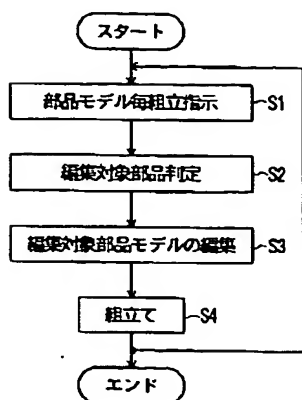 スタート
部品モデル毎組立指示 S1
編集対象部品判定 S2
編集対象部品モデルの編集 S3
組立て S4
エンド